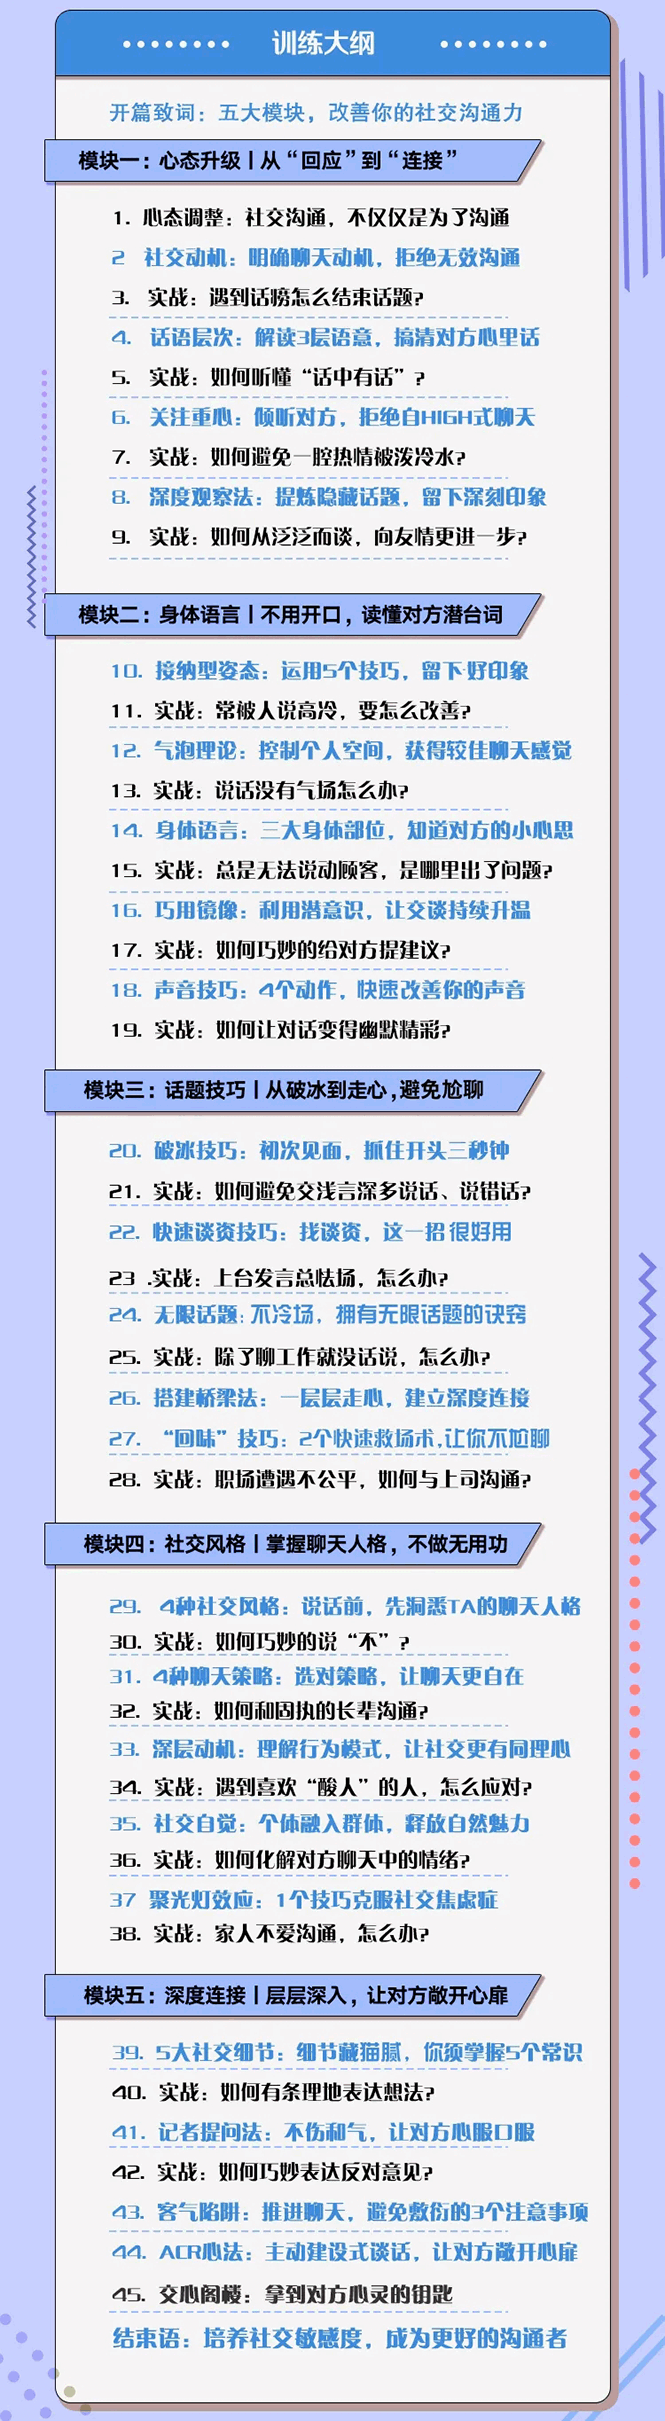 训练大纲
开篇致词：五大模块，改善你的社交沟通力
模块一：心态升级丨从“回应”到“连接”
1. 心态调整：社交沟通，不仅仅是为了沟通
2 社交动机：明确聊天动机，拒绝无效沟通
3. 实战：遇到话痨怎么结束话题？
4. 话语层次：解读3层语意，搞清对方心里话
5. 实战：如何听懂“话中有话”？
6. 关注重心：倾听对方，拒绝自HIGH式聊天
7. 实战：如何避免一腔热情被泼冷水？
8. 深度观察法：提炼隐藏话题，留下深刻印象
9. 实战：如何从泛泛而谈，向友情更进一步？
模块二：身体语言丨不用开口，读懂对方潜台词
10. 接纳型姿态：运用5个技巧，留下好印象
11. 实战：常被人说高冷，要怎么改善？
12. 气泡理论：控制个人空间，获得较佳聊天感觉
13. 实战：说话没有气场怎么办？
14. 身体语言：三大身体部位，知道对方的小心思
15. 实战：总是无法说动顾客，是哪里出了问题？
16. 巧用镜像：利用潜意识，让交谈持续升温
17. 实战：如何巧妙的给对方提建议？
18. 声音技巧：4个动作，快速改善你的声音
19. 实战：如何让对话变得幽默精彩？
模块三：话题技巧丨从破冰到走心,避免尬聊
20. 破冰技巧：初次见面，抓住开头三秒钟
21. 实战：如何避免交浅言深多说话、说错话？
22. 快速谈资技巧：找谈资，这一招很好用
23 .实战：上台发言总怯场，怎么办？
24. 无限话题：不冷场，拥有无限话题的诀窍
25. 实战：除了聊工作就没话说，怎么办？
26. 搭建桥梁法：一层层走心，建立深度连接
27. “回味”技巧：2个快速救场术,让你不尬聊
28. 实战：职场遭遇不公平，如何与上司沟通？
模块四：社交风格丨掌握聊天人格，不做无用功
29. 4种社交风格：说话前，先洞悉TA的聊天人格
30. 实战：如何巧妙的说“不”？
31. 4种聊天策略：选对策略，让聊天更自在
32. 实战：如何和固执的长辈沟通？
33. 深层动机：理解行为模式，让社交更有同理心
34. 实战：遇到喜欢“酸人”的人，怎么应对？
35. 社交自觉：个体融入群体，释放自然魅力
36. 实战：如何化解对方聊天中的情绪？
37 聚光灯效应：1个技巧克服社交焦虑症
38. 实战：家人不爱沟通，怎么办？
模块五：深度连接丨层层深入，让对方敞开心扉
39. 5大社交细节：细节藏猫腻，你须掌握5个常识
40. 实战：如何有条理地表达想法？
41. 记者提问法：不伤和气，让对方心服口服
42. 实战：如何巧妙表达反对意见？
43. 客气陷阱：推进聊天，避免敷衍的3个注意事项
44. ACR心法：主动建设式谈话，让对方敞开心扉
45. 交心阁楼：拿到对方心灵的钥匙
结束语：培养社交敏感度，成为更好的沟通者